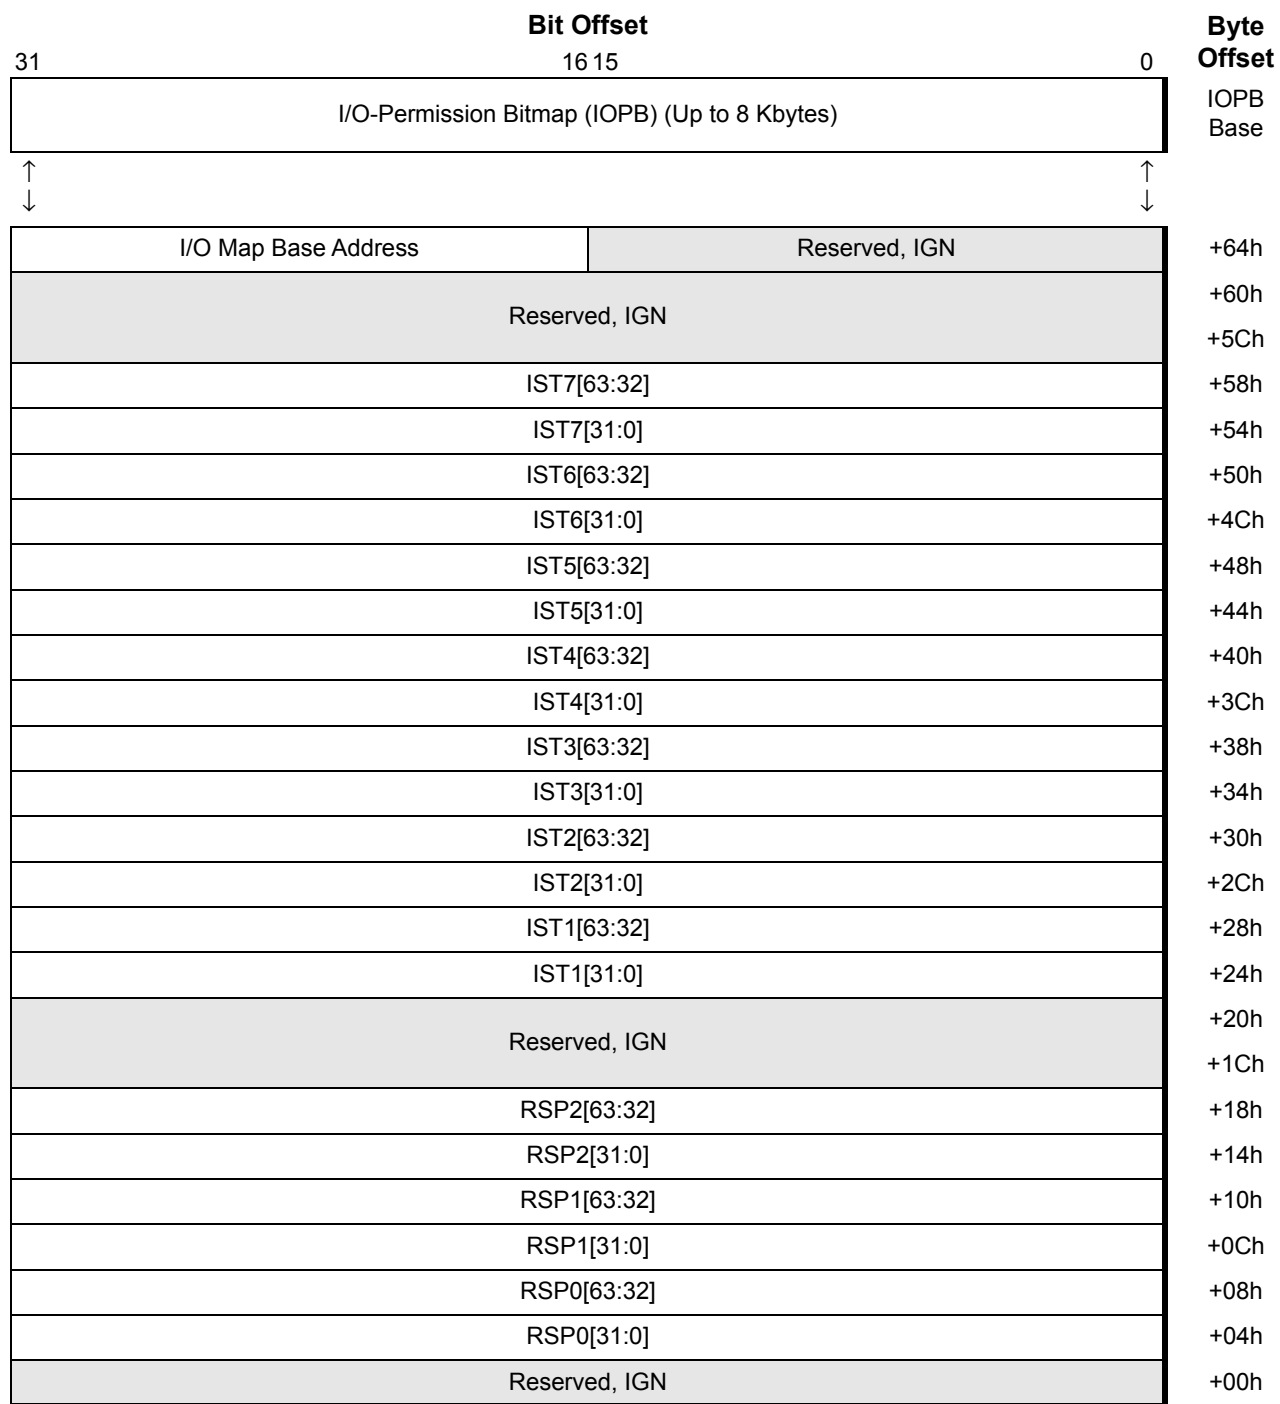 Bit Offset Byte
31 16 15 0 Offset
I/O-Permission Bitmap (IOPB) (Up to 8 Kbytes) IOPB
Base
↑ ↑
↓ ↓
I/O Map Base Address Reserved, IGN +64h
+60h
Reserved, IGN
+5Ch
IST7[63:32] +58h
IST7[31:0] +54h
IST6[63:32] +50h
IST6[31:0] +4Ch
IST5[63:32] +48h
IST5[31:0] +44h
IST4[63:32] +40h
IST4[31:0] +3Ch
IST3[63:32] +38h
IST3[31:0] +34h
IST2[63:32] +30h
IST2[31:0] +2Ch
IST1[63:32] +28h
IST1[31:0] +24h
+20h
Reserved, IGN
+1Ch
RSP2[63:32] +18h
RSP2[31:0] +14h
RSP1[63:32] +10h
RSP1[31:0] +0Ch
RSP0[63:32] +08h
RSP0[31:0] +04h
Reserved, IGN +00h